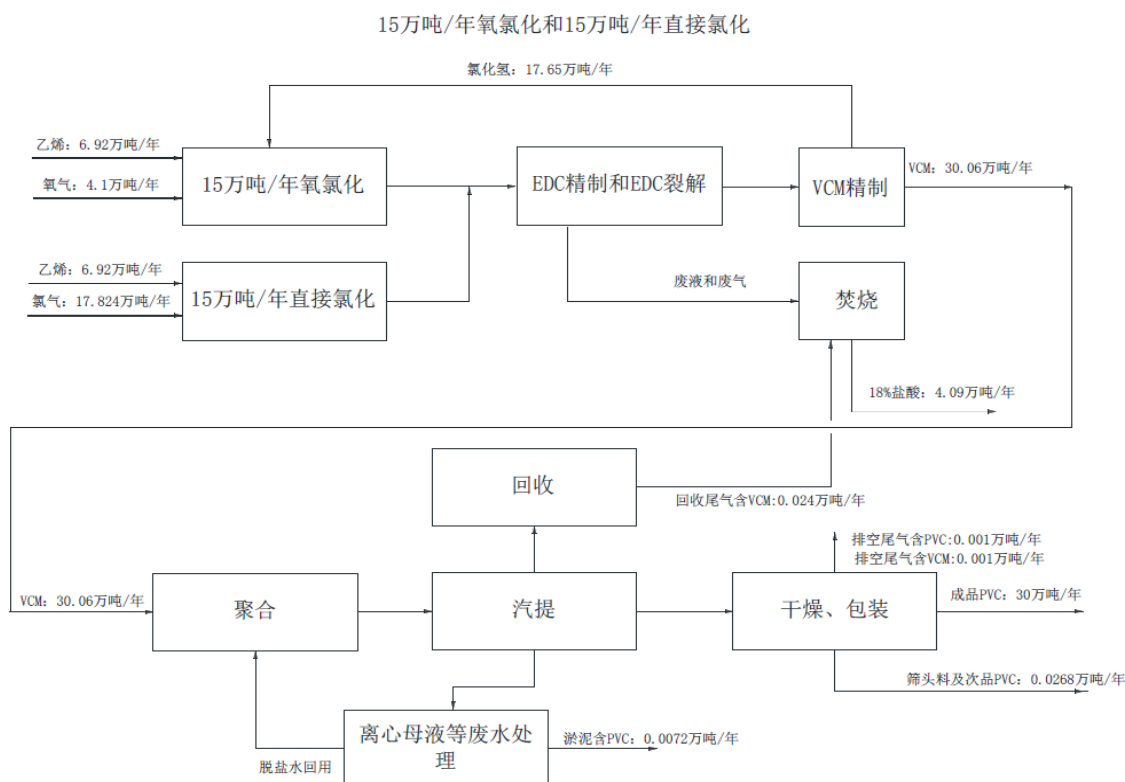 15万吨/年氧氯化和15万吨/年直接氯化
氯化氢：17.65万吨/年
乙烯：6.92万吨/年
氧气：4.1万吨/年
15万吨/年氧氯化
EDC精制和EDC裂解
VCM精制
VCM：30.06万吨/年
乙烯：6.92万吨/年
氯气：17.824万吨/年
15万吨/年直接氯化
废液和废气
焚烧
18%盐酸：4.09万吨/年
回收
回收尾气含VCM:0.024万吨/年
排空尾气含PVC:0.001万吨/年
排空尾气含VCM:0.001万吨/年
VCM：30.06万吨/年
聚合
汽提
干燥、包装
成品PVC：30万吨/年
筛头料及次品PVC：0.0268万吨/年
离心母液等废水处
理
淤泥含PVC：0.0072万吨/年
脱盐水回用